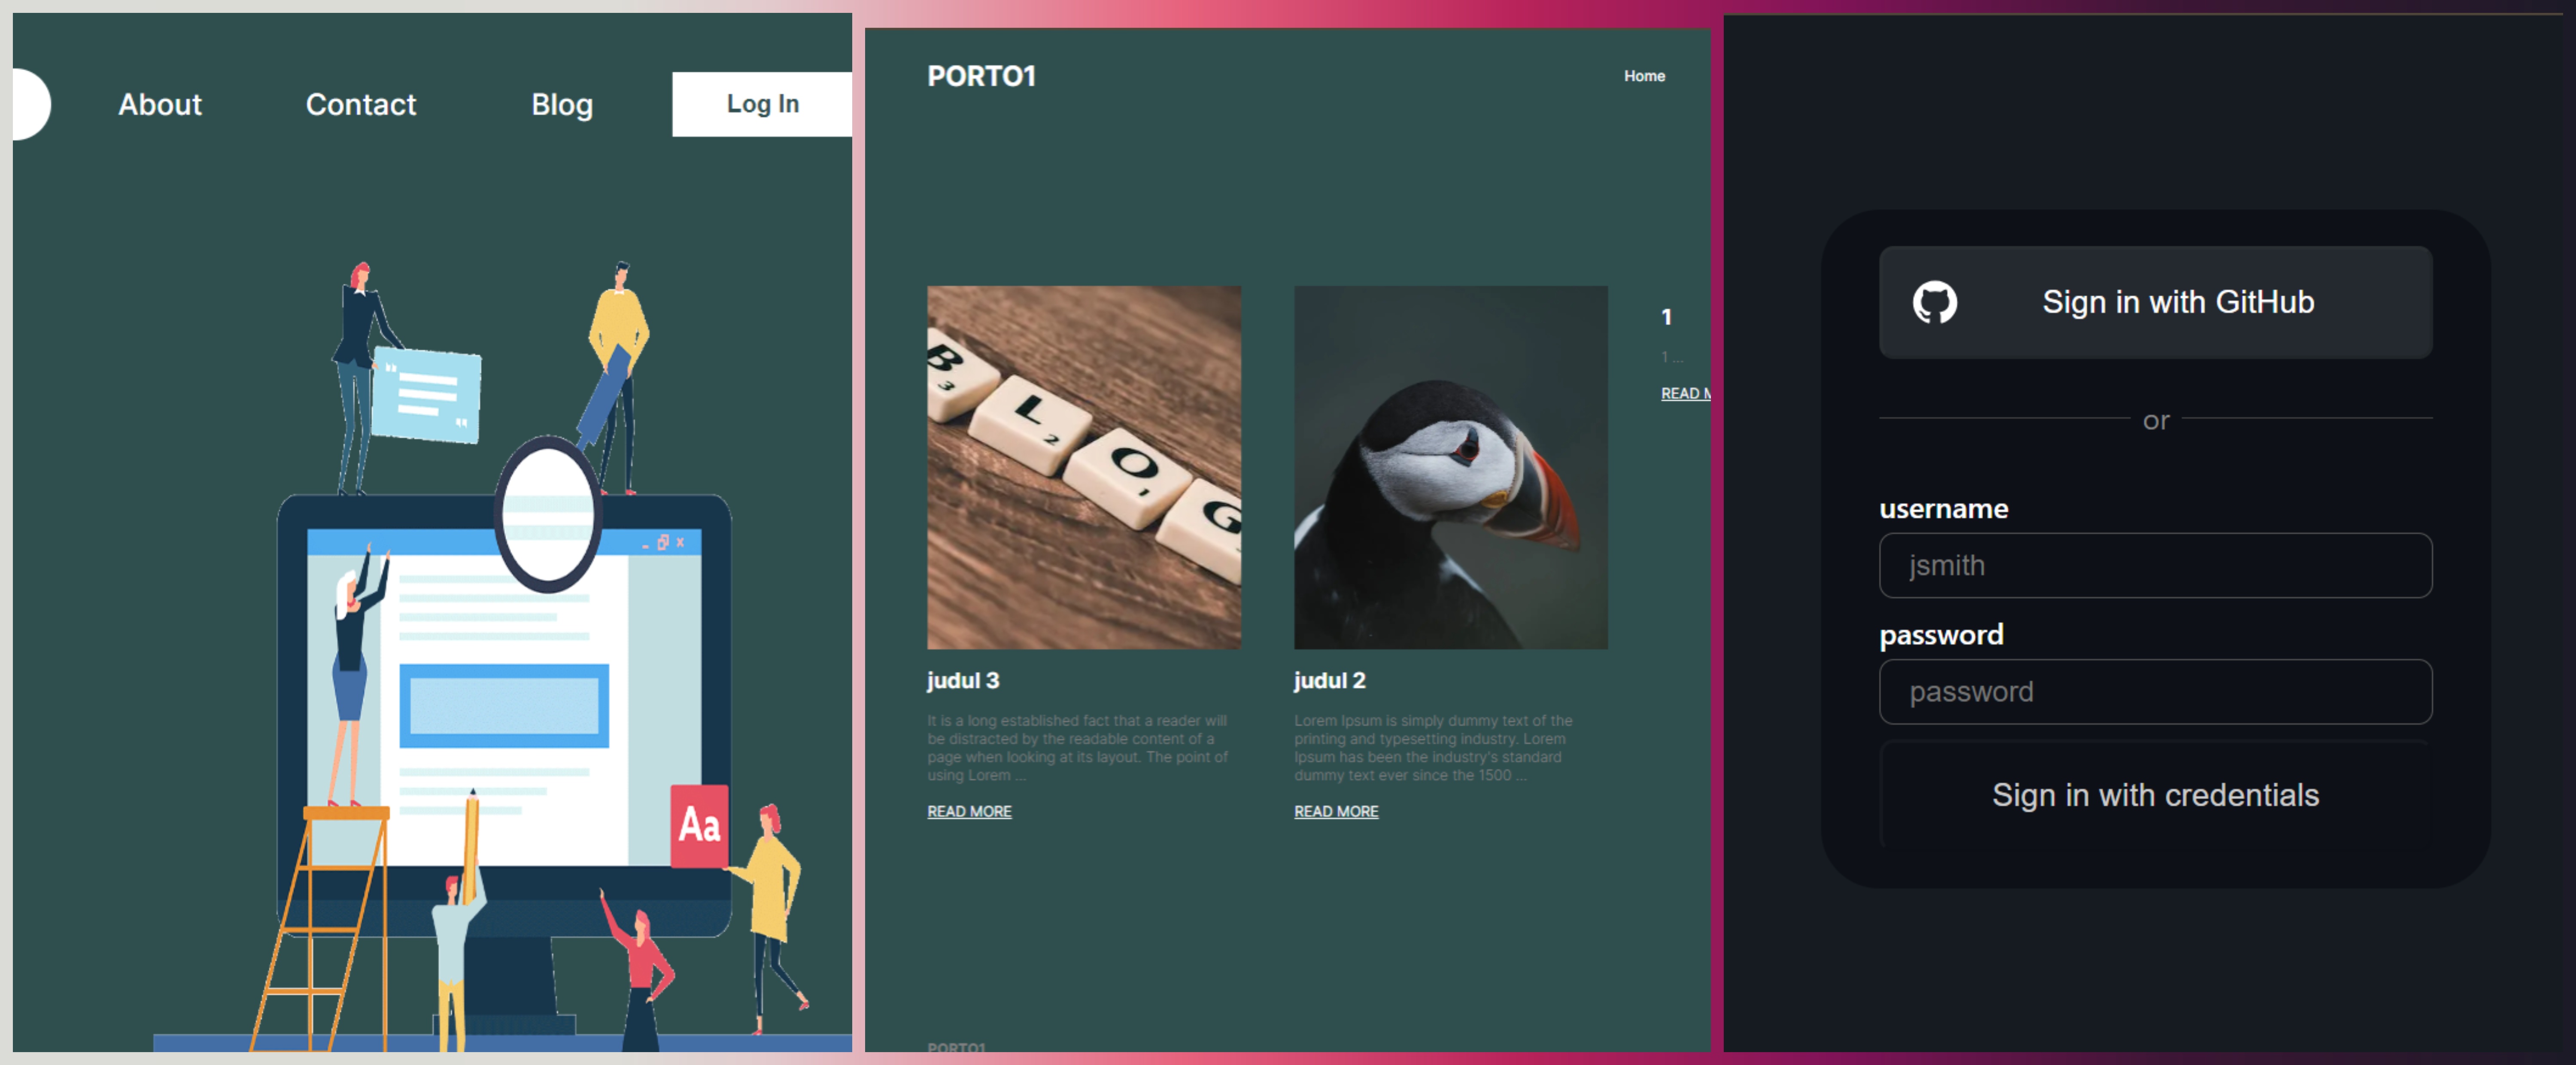 About
Contact
Blog
Log In
Aa
PORTO1
Home
B
3
L
2
O
1
G
judul 3
It is a long established fact that a reader will
be distracted by the readable content of a
page when looking at its layout. The point of
using Lorem ...
READ MORE
judul 2
Lorem Ipsum is simply dummy text of the
printing and typesetting industry. Lorem
Ipsum has been the industry's standard
dummy text ever since the 1500 ...
READ MORE
1
1 ...
READ M
PORTO1
Sign in with GitHub
or
username
jsmith
password
password
Sign in with credentials